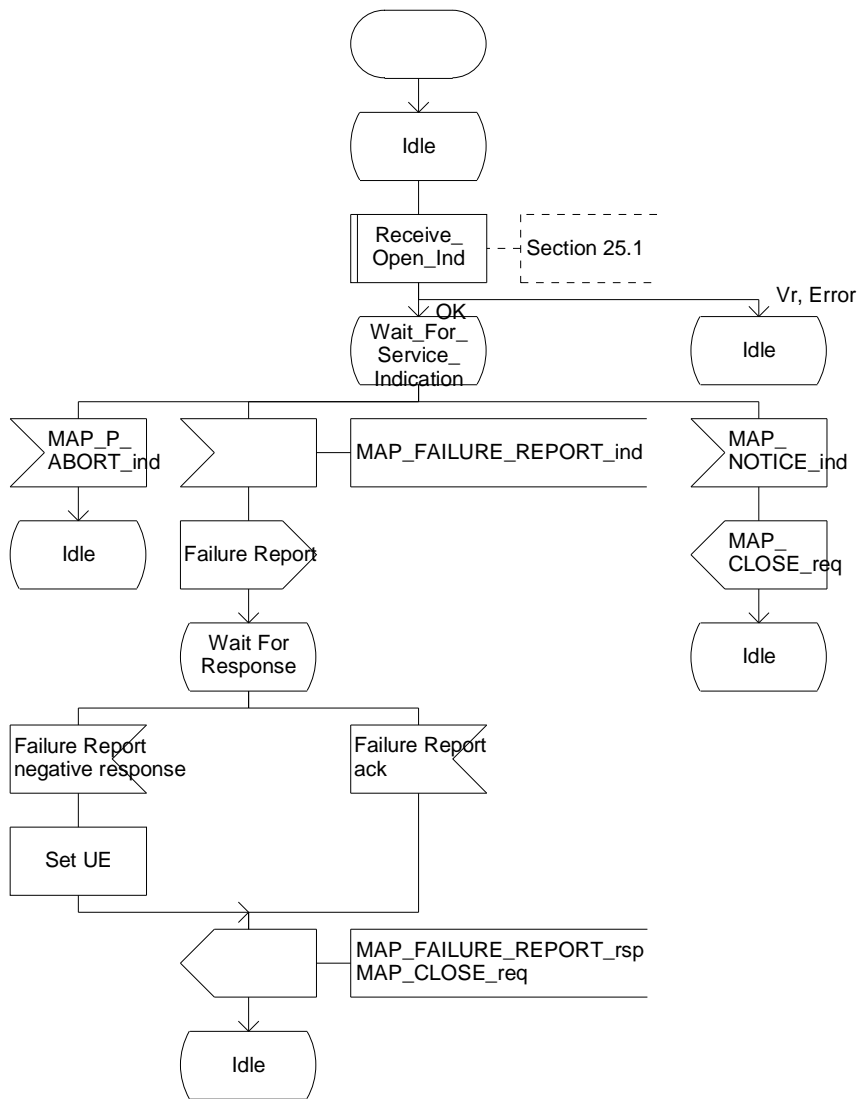 Idle
Receive_
Open_Ind
Section 25.1
Vr, Error
OK
Wait_For_
Service_
Indication
Idle
MAP_P_
ABORT_ind
MAP_FAILURE_REPORT_ind
MAP_
NOTICE_ind
Idle
Failure Report
MAP_
CLOSE_req
Wait For
Response
Idle
Failure Report
negative response
Failure Report
ack
Set UE
MAP_FAILURE_REPORT_rsp
MAP_CLOSE_req
Idle